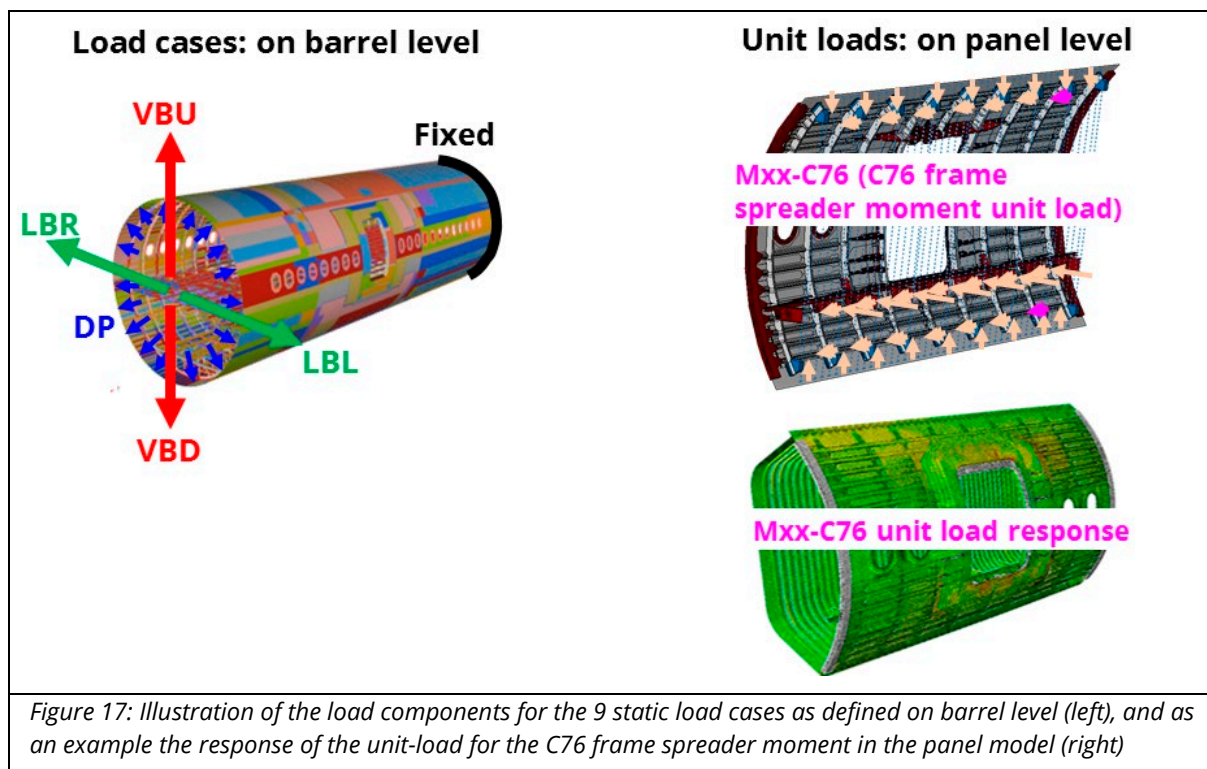 Load cases: on barrel level
VBU
Fixed
LBR
DP
LBL
VBD
Unit loads: on panel level
Mxx-C76 (C76 frame
spreader moment unit load)
Mxx-C76 unit load response
Figure 17: Illustration of the load components for the 9 static load cases as defined on barrel level (left), and as
an example the response of the unit-load for the C76 frame spreader moment in the panel model (right)